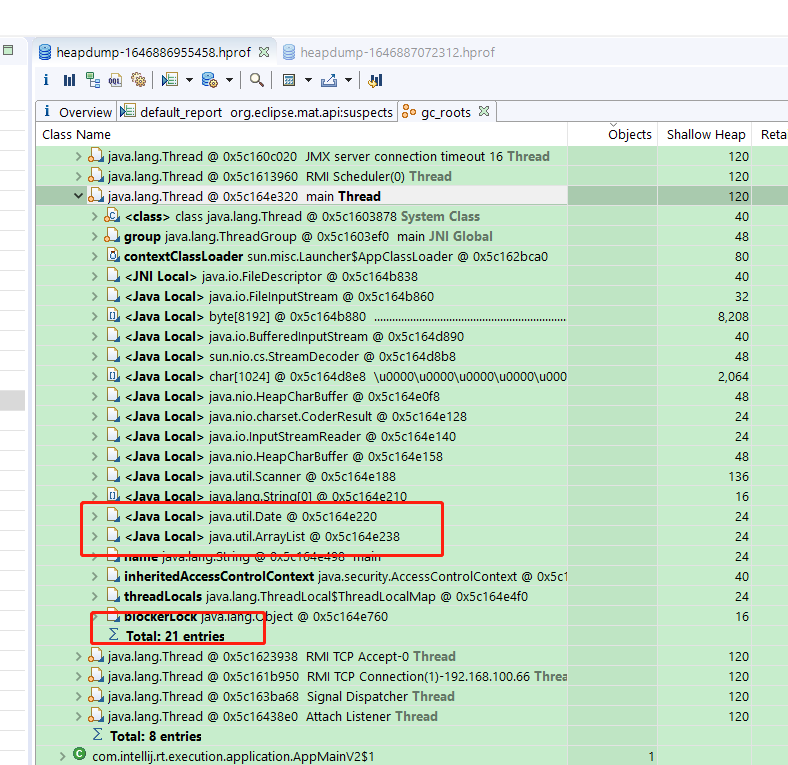 heapdump-1646886955458.hprof heapdump-1646887072312.hprof
i OQL
i Overview default_report org.eclipse.mat.api:suspects gc_roots
Class Name Objects Shallow Heap Reta
java.lang.Thread @ 0x5c160c020 JMX server connection timeout 16 Thread 120
java.lang.Thread @ 0x5c1613960 RMI Scheduler(0) Thread 120
java.lang.Thread @ 0x5c164e320 main Thread 120
<class> class java.lang.Thread @ 0x5c1603878 System Class 40
group java.lang.ThreadGroup @ 0x5c1603ef0 main JNI Global 48
contextClassLoader sun.misc.Launcher$AppClassLoader @ 0x5c162bca0 80
<JNI Local> java.io.FileDescriptor @ 0x5c164b838 40
<Java Local> java.io.FileInputStream @ 0x5c164b860 32
<Java Local> byte[8192] @ 0x5c164b880 ................................................................ 8,208
<Java Local> java.io.BufferedInputStream @ 0x5c164d890 40
<Java Local> sun.nio.cs.StreamDecoder @ 0x5c164d8b8 48
<Java Local> char[1024] @ 0x5c164d8e8 \u0000\u0000\u0000\u0000\u000 2,064
<Java Local> java.nio.HeapCharBuffer @ 0x5c164e0f8 48
<Java Local> java.nio.charset.CoderResult @ 0x5c164e128 24
<Java Local> java.io.InputStreamReader @ 0x5c164e140 24
<Java Local> java.nio.HeapCharBuffer @ 0x5c164e158 48
<Java Local> java.util.Scanner @ 0x5c164e188 136
<Java Local> java.lang.String[0] @ 0x5c164e210 16
<Java Local> java.util.Date @ 0x5c164e220 24
<Java Local> java.util.ArrayList @ 0x5c164e238 24
name java.lang.String @ 0x5c164e498 main 24
inheritedAccessControlContext java.security.AccessControlContext @ 0x5c1 40
threadLocals java.lang.ThreadLocal$ThreadLocalMap @ 0x5c164e4f0 24
blockerLock java.lang.Object @ 0x5c164e760 16
Σ Total: 21 entries
java.lang.Thread @ 0x5c1623938 RMI TCP Accept-0 Thread 120
java.lang.Thread @ 0x5c161b950 RMI TCP Connection(1)-192.168.100.66 Threa 120
java.lang.Thread @ 0x5c163ba68 Signal Dispatcher Thread 120
java.lang.Thread @ 0x5c16438e0 Attach Listener Thread 120
Σ Total: 8 entries
com.intellij.rt.execution.application.AppMainV2$1 1